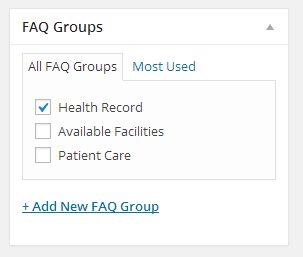 FAQ Groups
All FAQ Groups Most Used
Health Record
Available Facilities
Patient Care
+ Add New FAQ Group